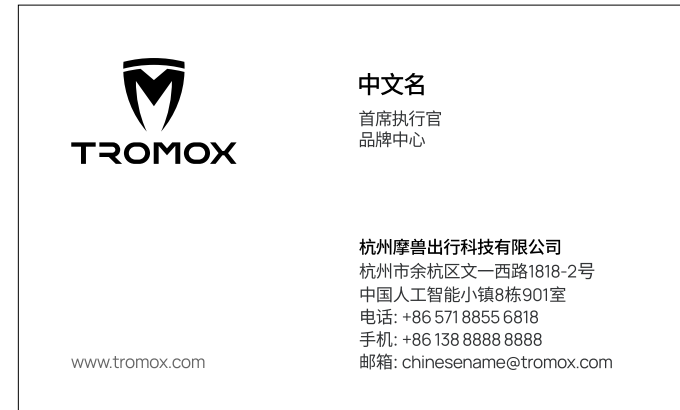 TROMOX
中文名
首席执行官
品牌中心
杭州摩兽出行科技有限公司
杭州市余杭区文一西路1818-2号
中国人工智能小镇8栋901室
电话: +86 571 8855 6818
手机: +86 138 8888 8888
邮箱: chinesename@tromox.com
www.tromox.com